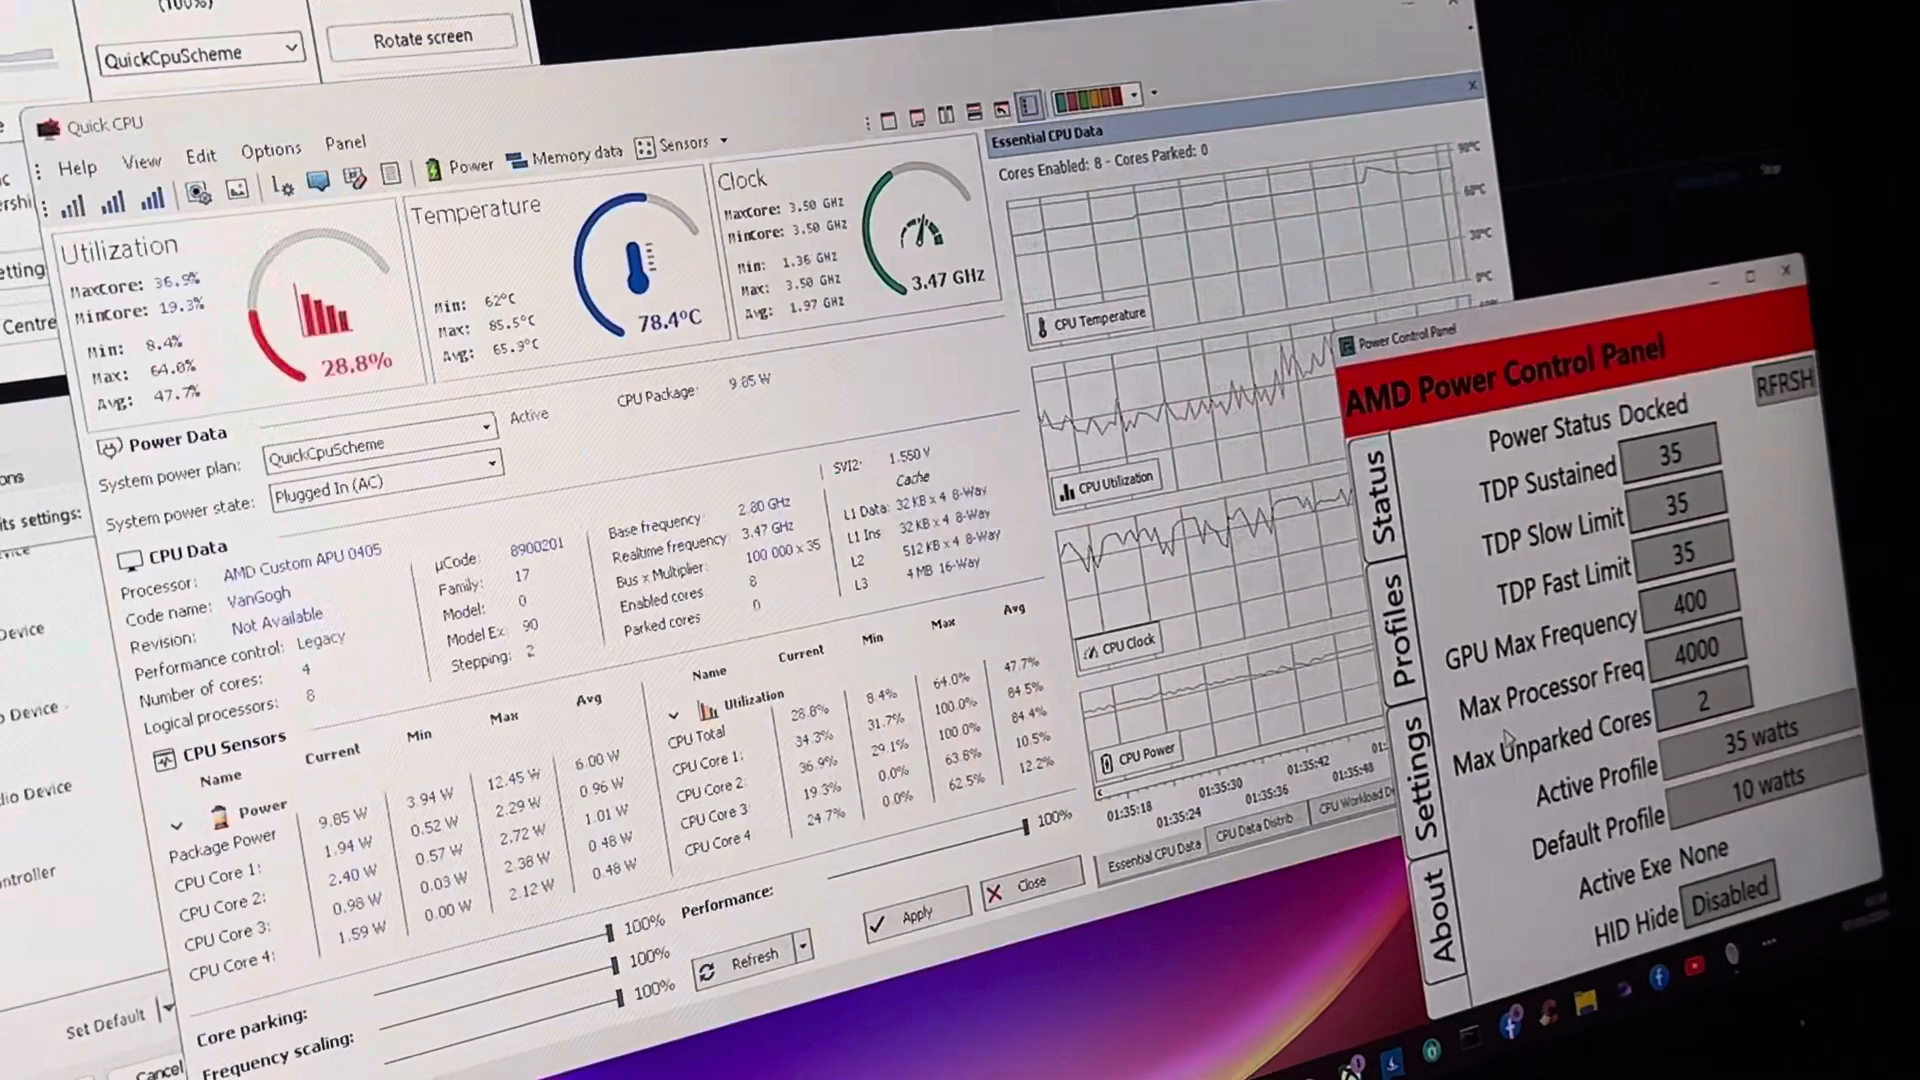 (100%)
QuickCpuScheme
Rotate screen
Quick CPU
Help View Edit Options Panel
Power Memory data Sensors
Utilization
MaxCore: 36.9%
MinCore: 19.3%
Min: 8.4%
Max: 64.0%
Avg: 47.7%
28.8%
Temperature
Min: 62°C
Max: 85.5°C
Avg: 65.9°C
78.4°C
Clock
MaxCore: 3.50 GHz
MinCore: 3.50 GHz
Min: 1.36 GHz
Max: 3.50 GHz
Avg: 1.97 GHz
3.47 GHz
Essential CPU Data
Cores Enabled: 8 - Cores Parked: 0
90°C
60°C
30°C
0°C
CPU Temperature
CPU Utilization
CPU Clock
CPU Power
01:35:18
01:35:24
01:35:30
01:35:36
01:35:42
01:35:48
Essential CPU Data
CPU Data Distrib
CPU Workload Di
Power Data
System power plan: QuickCpuScheme Active
System power state: Plugged In (AC)
CPU Package: 9.85 W
CPU Data
Processor: AMD Custom APU 0405
Code name: VanGogh
Revision: Not Available
Performance control: Legacy
Number of cores: 4
Logical processors: 8
µCode: 8900201
Family: 17
Model: 0
Model Ex: 90
Stepping: 2
Base frequency: 2.80 GHz
Realtime frequency: 3.47 GHz
Bus x Multiplier: 100 000 x 35
Enabled cores 8
Parked cores 0
SVI2: 1.550 V
Cache
L1 Data: 32 KB x 4 8-Way
L1 Ins 32 KB x 4 8-Way
L2 512 KB x 4 8-Way
L3 4 MB 16-Way
CPU Sensors
Name Current Min Max Avg
Power
Package Power 9.85 W 3.94 W 12.45 W 6.00 W
CPU Core 1: 1.94 W 0.52 W 2.29 W 0.96 W
CPU Core 2: 2.40 W 0.57 W 2.72 W 1.01 W
CPU Core 3: 0.98 W 0.03 W 2.38 W 0.48 W
CPU Core 4: 1.59 W 0.00 W 2.12 W 0.48 W
Name Current Min Max Avg
Utilization
CPU Total 28.8% 8.4% 64.0% 47.7%
CPU Core 1: 34.3% 31.7% 100.0% 84.5%
CPU Core 2: 36.9% 29.1% 100.0% 84.4%
CPU Core 3 19.3% 0.0% 63.8% 10.5%
CPU Core 4 24.7% 0.0% 62.5% 12.2%
Core parking: 100%
Frequency scaling: 100%
100%
Performance: 100%
Refresh
Apply
Close
etting
Centre
ons
its settings:
Device
Device
dio Device
ontroller
Set Default
Cancel
Power Control Panel
AMD Power Control Panel
RFRSH
Status
Profiles
Settings
About
Power Status Docked
TDP Sustained 35
TDP Slow Limit 35
TDP Fast Limit 35
GPU Max Frequency 400
Max Processor Freq 4000
Max Unparked Cores 2
Active Profile 35 watts
Default Profile 10 watts
Active Exe None
HID Hide Disabled